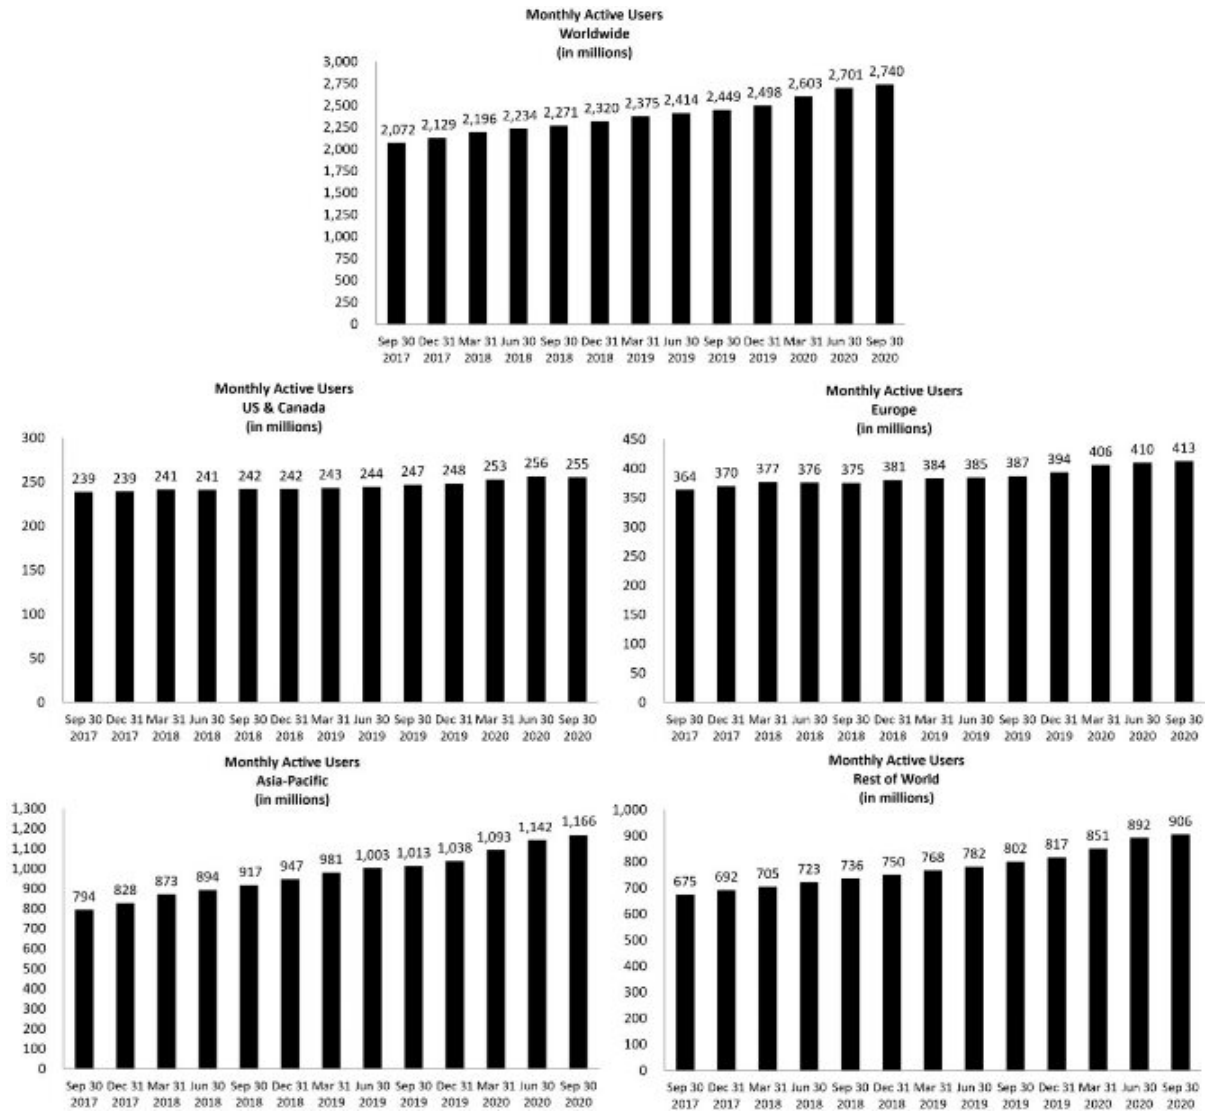 Monthly Active Users
Worldwide
(in millions)
3,000
2,750
2,500
2,250
2,000
1,750
1,500
1,250
1,000
750
500
250
0
2,072 2,129 2,196 2,234 2,271 2,320 2,375 2,414 2,449 2,498 2,603 2,701 2,740
Sep 30 Dec 31 Mar 31 Jun 30 Sep 30 Dec 31 Mar 31 Jun 30 Sep 30 Dec 31 Mar 31 Jun 30 Sep 30
2017 2017 2018 2018 2018 2018 2019 2019 2019 2019 2020 2020 2020
Monthly Active Users
US & Canada
(in millions)
300
250
200
150
100
50
0
239 239 241 241 242 242 243 244 247 248 253 256 255
Sep 30 Dec 31 Mar 31 Jun 30 Sep 30 Dec 31 Mar 31 Jun 30 Sep 30 Dec 31 Mar 31 Jun 30 Sep 30
2017 2017 2018 2018 2018 2018 2019 2019 2019 2019 2020 2020 2020
Monthly Active Users
Europe
(in millions)
450
400
350
300
250
200
150
100
50
0
364 370 377 376 375 381 384 385 387 394 406 410 413
Sep 30 Dec 31 Mar 31 Jun 30 Sep 30 Dec 31 Mar 31 Jun 30 Sep 30 Dec 31 Mar 31 Jun 30 Sep 30
2017 2017 2018 2018 2018 2018 2019 2019 2019 2019 2020 2020 2020
Monthly Active Users
Asia-Pacific
(in millions)
1,300
1,200
1,100
1,000
900
800
700
600
500
400
300
200
100
0
794 828 873 894 917 947 981 1,003 1,013 1,038 1,093 1,142 1,166
Sep 30 Dec 31 Mar 31 Jun 30 Sep 30 Dec 31 Mar 31 Jun 30 Sep 30 Dec 31 Mar 31 Jun 30 Sep 30
2017 2017 2018 2018 2018 2018 2019 2019 2019 2019 2020 2020 2020
Monthly Active Users
Rest of World
(in millions)
1,000
900
800
700
600
500
400
300
200
100
0
675 692 705 723 736 750 768 782 802 817 851 892 906
Sep 30 Dec 31 Mar 31 Jun 30 Sep 30 Dec 31 Mar 31 Jun 30 Sep 30 Dec 31 Mar 31 Jun 30 Sep 30
2017 2017 2018 2018 2018 2018 2019 2019 2019 2019 2020 2020 2020